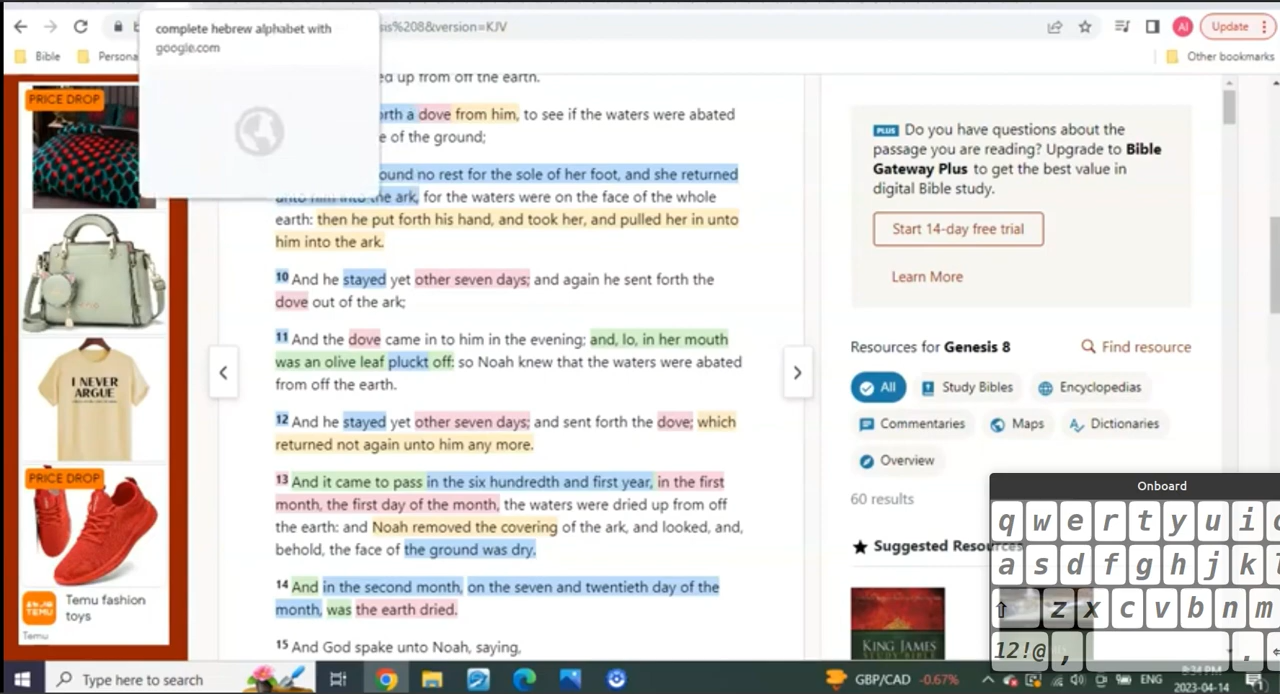 complete hebrew alphabet with
google.com
is%208&version=KJV
Update
Bible
Persona
Other bookmarks
PRICE DROP
I NEVER
ARGUE
PRICE DROP
TEMU
Temu fashion
toys
Temu
ed up from off the earth.
orth a dove from him, to see if the waters were abated
e of the ground;
ound no rest for the sole of her foot, and she returned
unto him into the ark, for the waters were on the face of the whole
earth: then he put forth his hand, and took her, and pulled her in unto
him into the ark.
10 And he stayed yet other seven days; and again he sent forth the
dove out of the ark;
11 And the dove came in to him in the evening; and, lo, in her mouth
was an olive leaf pluckt off: so Noah knew that the waters were abated
from off the earth.
12 And he stayed yet other seven days; and sent forth the dove; which
returned not again unto him any more.
13 And it came to pass in the six hundredth and first year, in the first
month, the first day of the month, the waters were dried up from off
the earth: and Noah removed the covering of the ark, and looked, and,
behold, the face of the ground was dry.
14 And in the second month, on the seven and twentieth day of the
month, was the earth dried.
15 And God spake unto Noah, saying,
PLUS Do you have questions about the
passage you are reading? Upgrade to Bible
Gateway Plus to get the best value in
digital Bible study.
Start 14-day free trial
Learn More
Resources for Genesis 8
Find resource
All
Study Bibles
Encyclopedias
Commentaries
Maps
Dictionaries
Overview
60 results
Suggested Resources
KING JAMES
STUDY BIBLE
Onboard
q w e r t y u i
a s d f g h j k l
z x c v b n m
12!@ , .
Type here to search
GBP/CAD -0.67%
ENG
8:34 PM
2023-04-14
AI